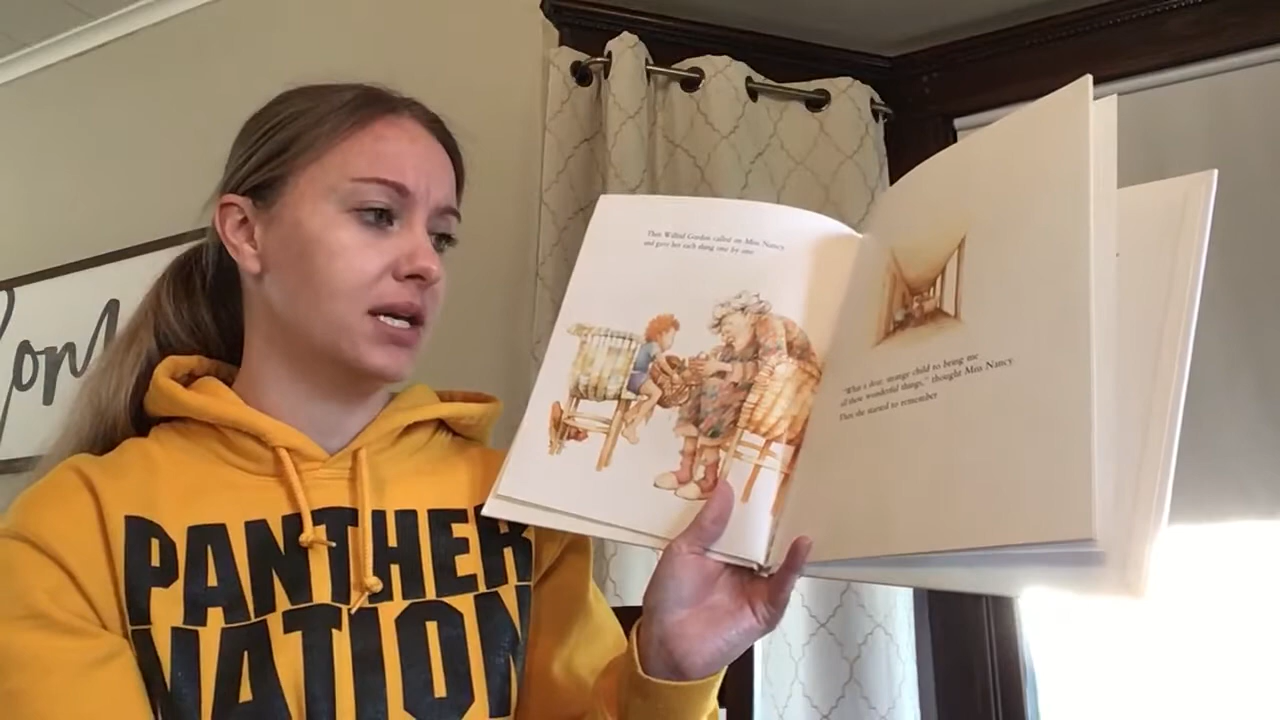 Then Wilfrid Gordon called on Miss Nancy
and gave her each thing one by one
"What a dear, strange child to bring me
all these wonderful things," thought Miss Nancy.
Then she started to remember
PANTHER
NATION